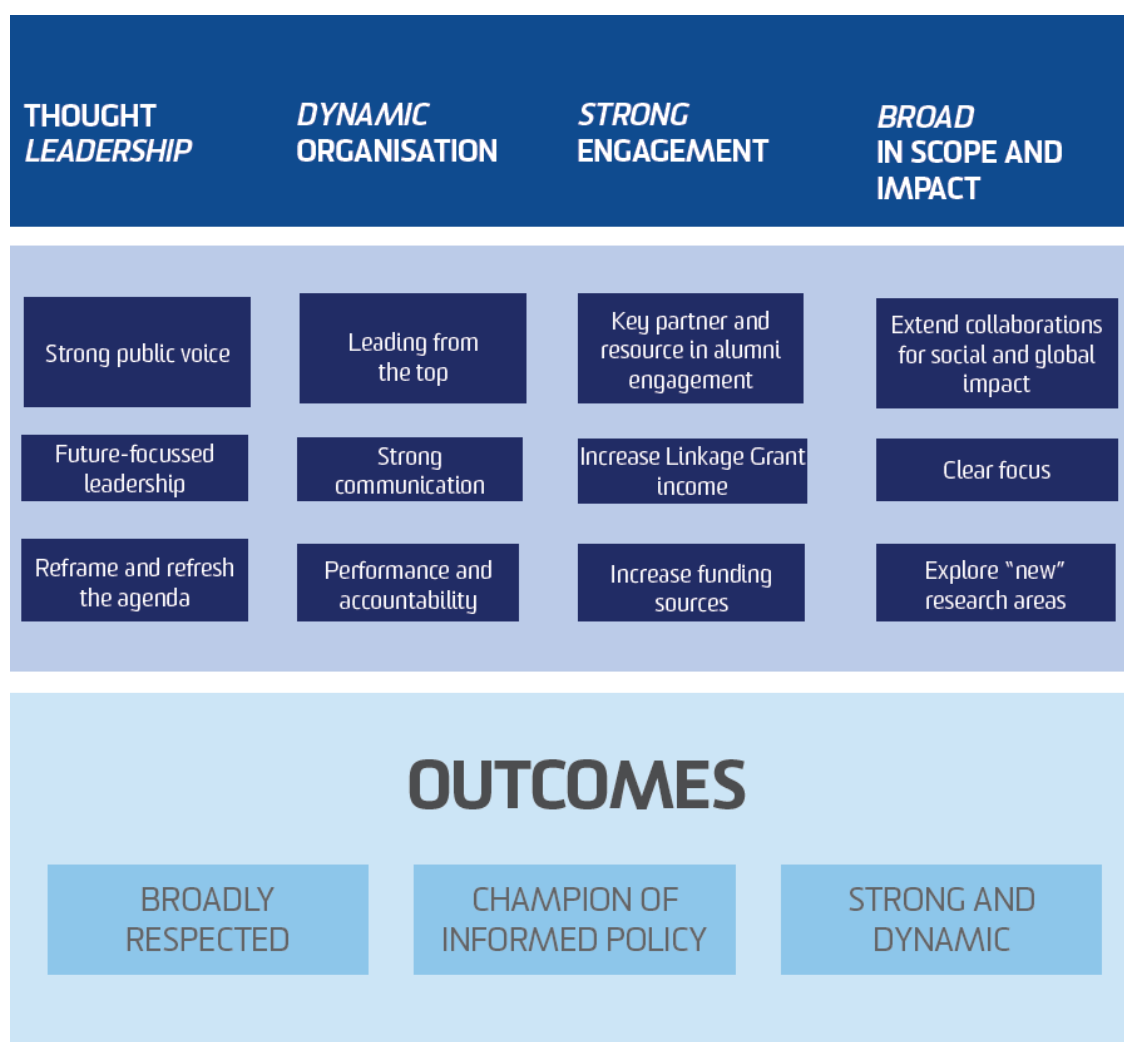 THOUGHT
LEADERSHIP
DYNAMIC
ORGANISATION
STRONG
ENGAGEMENT
BROAD
IN SCOPE AND
IMPACT
Strong public voice
Leading from
the top
Key partner and
resource in alumni
engagement
Extend collaborations
for social and global
impact
Future-focussed
leadership
Strong
communication
Increase Linkage Grant
income
Clear focus
Reframe and refresh
the agenda
Performance and
accountability
Increase funding
sources
Explore “new”
research areas
OUTCOMES
BROADLY
RESPECTED
CHAMPION OF
INFORMED POLICY
STRONG AND
DYNAMIC